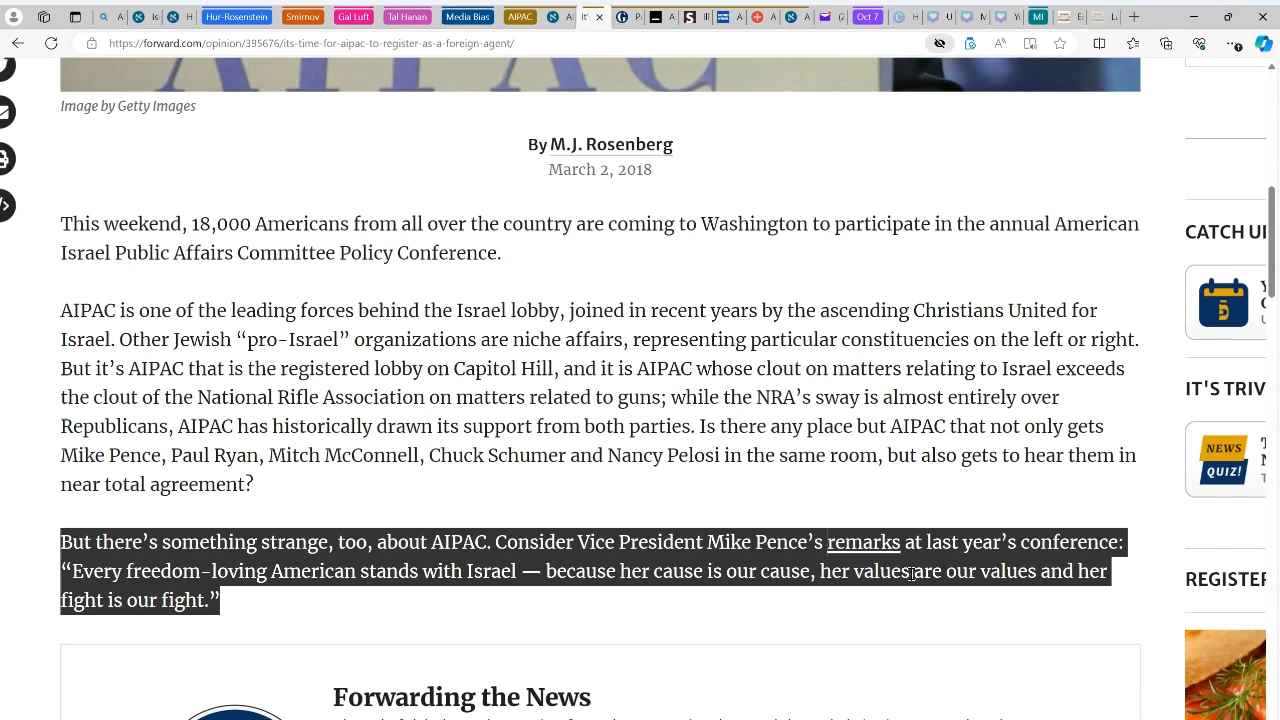 Hur-Rosenstein
Smirnov
Gal Luft
Tal Hanan
Media Bias
AIPAC
Oct 7
MI
https://forward.com/opinion/395676/its-time-for-aipac-to-register-as-a-foreign-agent/
AIPAC
Image by Getty Images
By M.J. Rosenberg
March 2, 2018
This weekend, 18,000 Americans from all over the country are coming to Washington to participate in the annual American
Israel Public Affairs Committee Policy Conference.
AIPAC is one of the leading forces behind the Israel lobby, joined in recent years by the ascending Christians United for
Israel. Other Jewish “pro-Israel” organizations are niche affairs, representing particular constituencies on the left or right.
But it’s AIPAC that is the registered lobby on Capitol Hill, and it is AIPAC whose clout on matters relating to Israel exceeds
the clout of the National Rifle Association on matters related to guns; while the NRA’s sway is almost entirely over
Republicans, AIPAC has historically drawn its support from both parties. Is there any place but AIPAC that not only gets
Mike Pence, Paul Ryan, Mitch McConnell, Chuck Schumer and Nancy Pelosi in the same room, but also gets to hear them in
near total agreement?
But there’s something strange, too, about AIPAC. Consider Vice President Mike Pence’s remarks at last year’s conference:
“Every freedom-loving American stands with Israel — because her cause is our cause, her values are our values and her
fight is our fight.”
Forwarding the News
CATCH U
IT'S TRIV
NEWS
QUIZ!
REGISTER